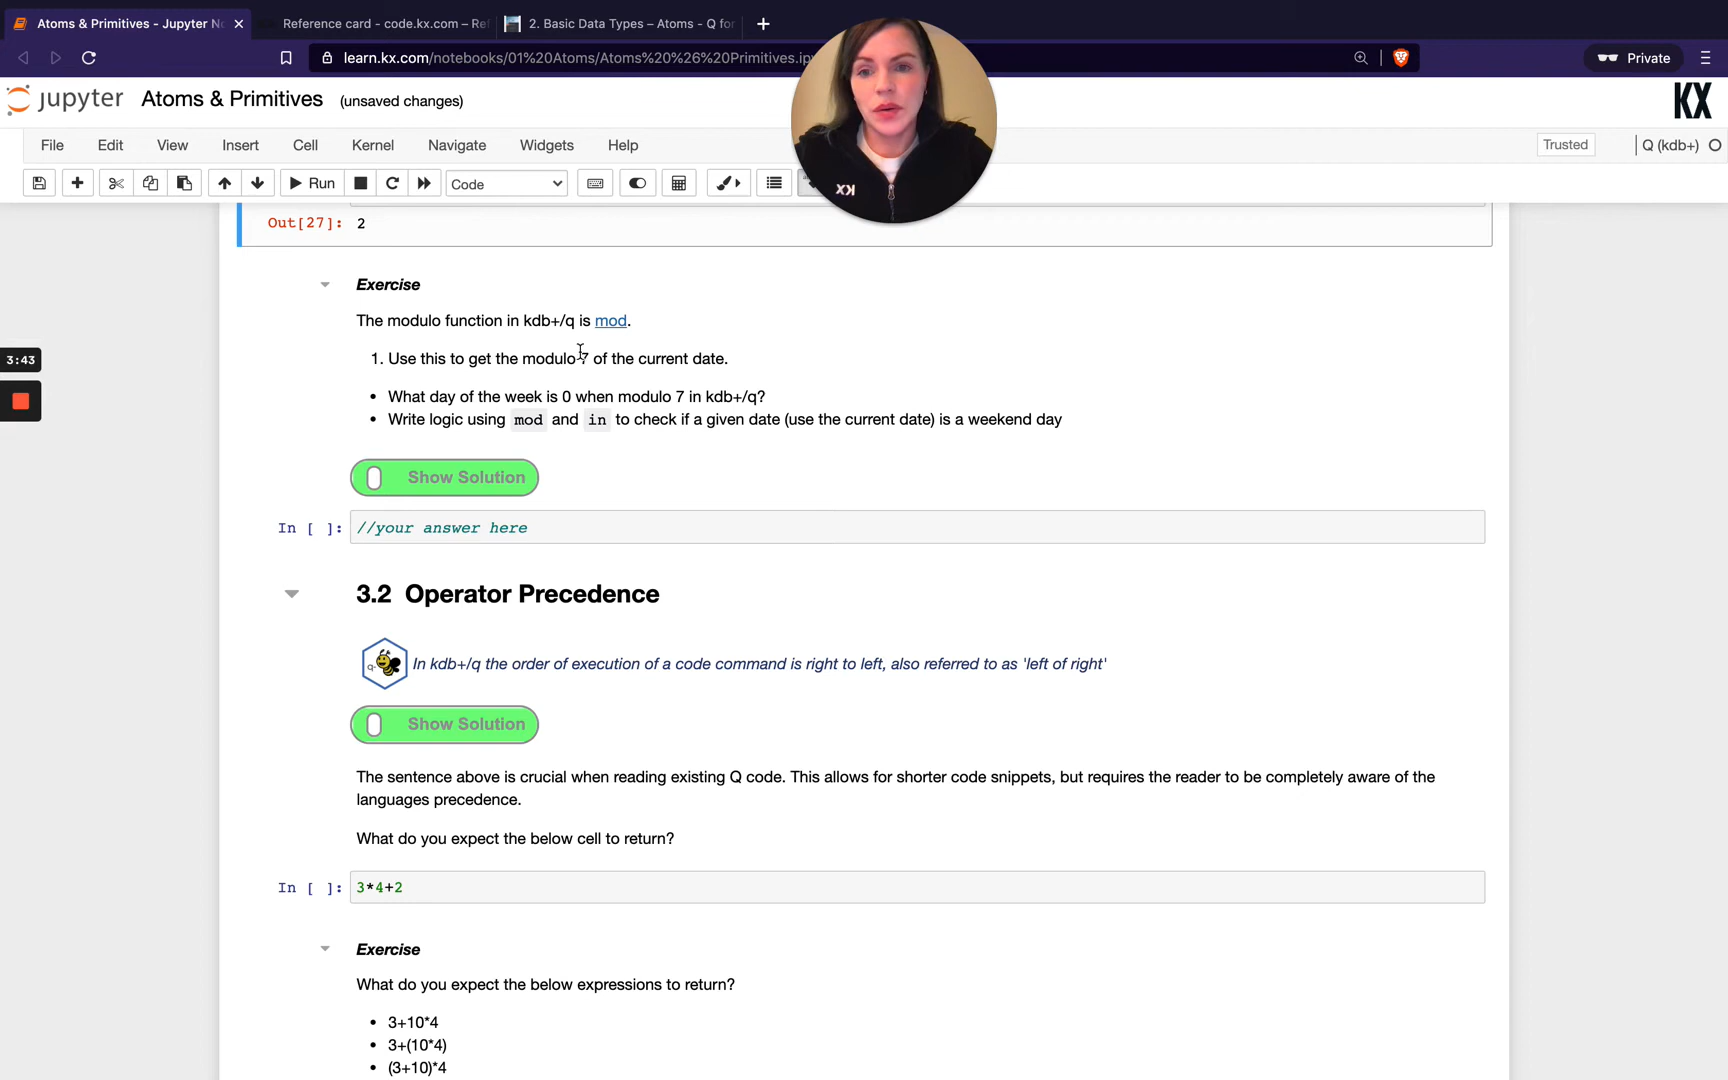 Atoms & Primitives - Jupyter N
Reference card - code.kx.com – Re
2. Basic Data Types – Atoms - Q for
learn.kx.com/notebooks/01%20Atoms/Atoms%20%26%20Primitives.ip
Private
jupyter
Atoms & Primitives
(unsaved changes)
KX
File
Edit
View
Insert
Cell
Kernel
Navigate
Widgets
Help
Trusted
Q (kdb+)
Run
Code
KX
Out[27]:
2
3:43
Exercise
The modulo function in kdb+/q is mod.
1. Use this to get the modulo 7 of the current date.
• What day of the week is 0 when modulo 7 in kdb+/q?
• Write logic using mod and in to check if a given date (use the current date) is a weekend day
Show Solution
In [ ]:
//your answer here
3.2 Operator Precedence
q-
In kdb+/q the order of execution of a code command is right to left, also referred to as 'left of right'
Show Solution
The sentence above is crucial when reading existing Q code. This allows for shorter code snippets, but requires the reader to be completely aware of the
languages precedence.
What do you expect the below cell to return?
In [ ]:
3*4+2
Exercise
What do you expect the below expressions to return?
• 3+10*4
• 3+(10*4)
• (3+10)*4